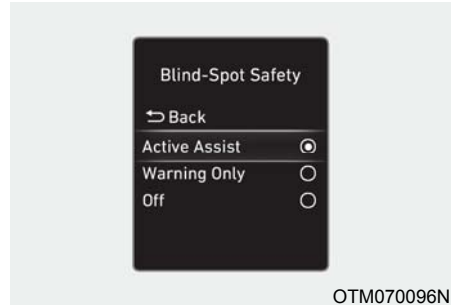 Blind-Spot Safety
Back
Active Assist
Warning Only
Off
OTM070096N